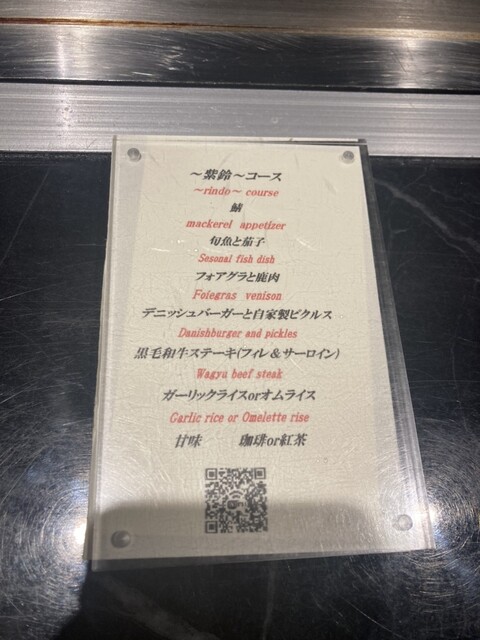 ～紫鈴～コース
～rindo～ course
鯖
mackerel appetizer
旬魚と茄子
Sesonal fish dish
フォアグラと鹿肉
Foiegras venison
デニッシュバーガーと自家製ピクルス
Danishburger and pickles
黒毛和牛ステーキ(フィレ＆サーロイン)
Wagyu beef steak
ガーリックライスorオムライス
Garlic rice or Omelette rise
甘味 珈琲or紅茶